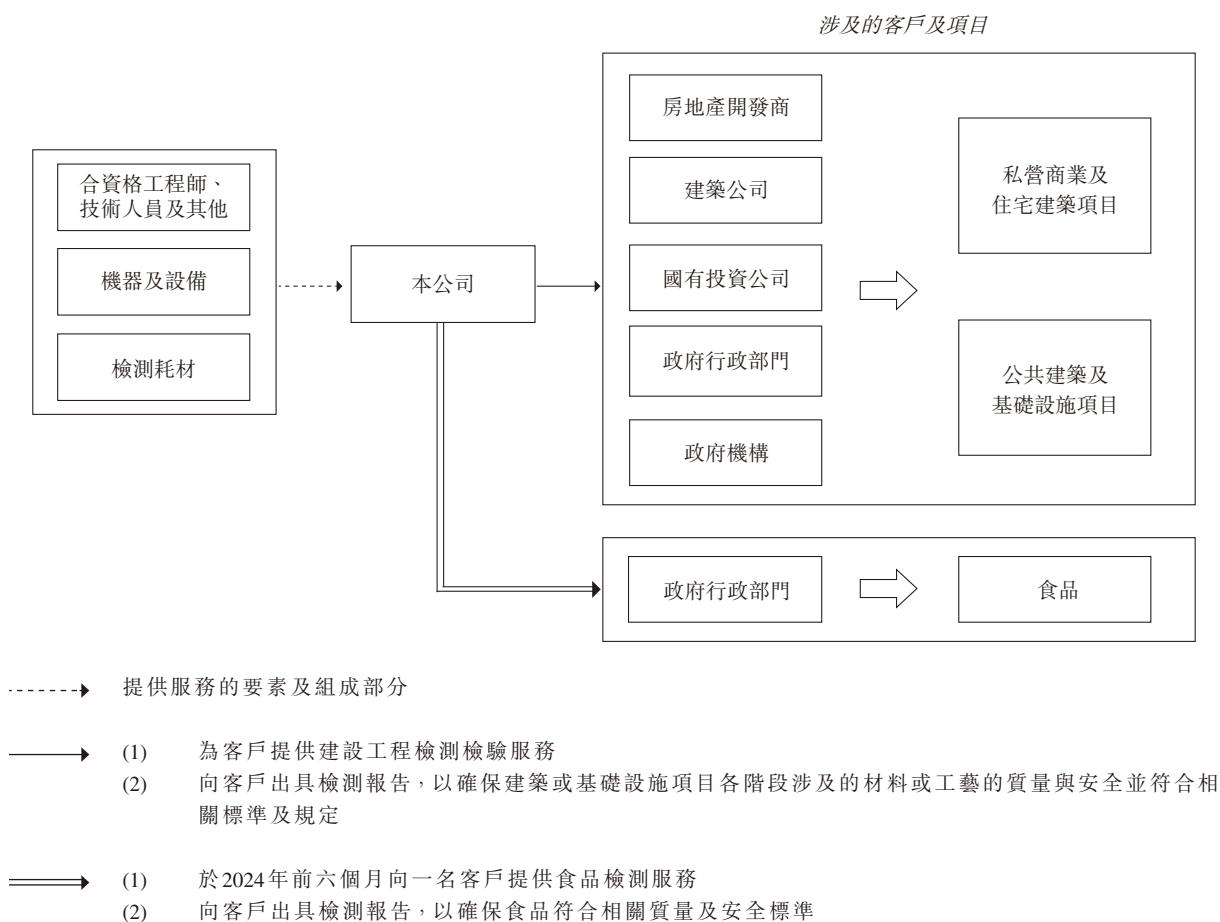 涉及的客戶及項目
合資格工程師、
技術人員及其他
機器及設備
檢測耗材
本公司
房地產開發商
建築公司
國有投資公司
政府行政部門
政府機構
私營商業及
住宅建築項目
公共建築及
基礎設施項目
政府行政部門
食品
提供服務的要素及組成部分
(1) 為客戶提供建設工程檢測檢驗服務
(2) 向客戶出具檢測報告，以確保建築或基礎設施項目各階段涉及的材料或工藝的質量與安全並符合相
關標準及規定
(1) 於2024年前六個月向一名客戶提供食品檢測服務
(2) 向客戶出具檢測報告，以確保食品符合相關質量及安全標準